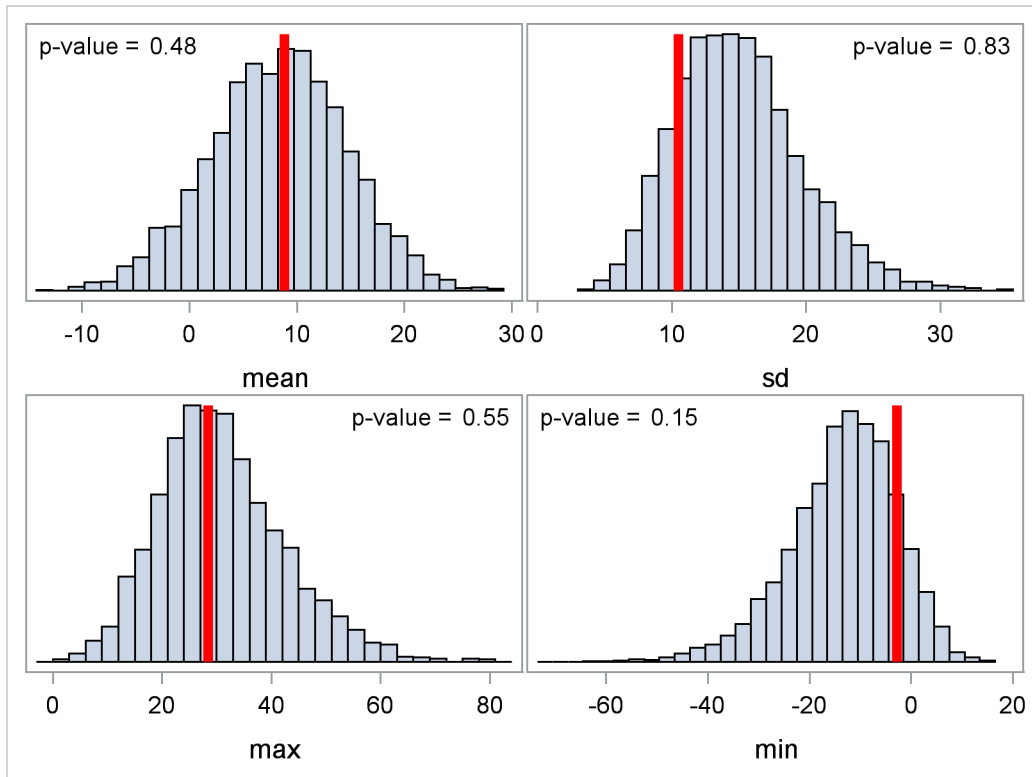 p-value = 0.48
p-value = 0.83
-10 0 10 20 30
0 10 20 30
mean
sd
p-value = 0.55
p-value = 0.15
0 20 40 60 80
-60 -40 -20 0 20
max
min